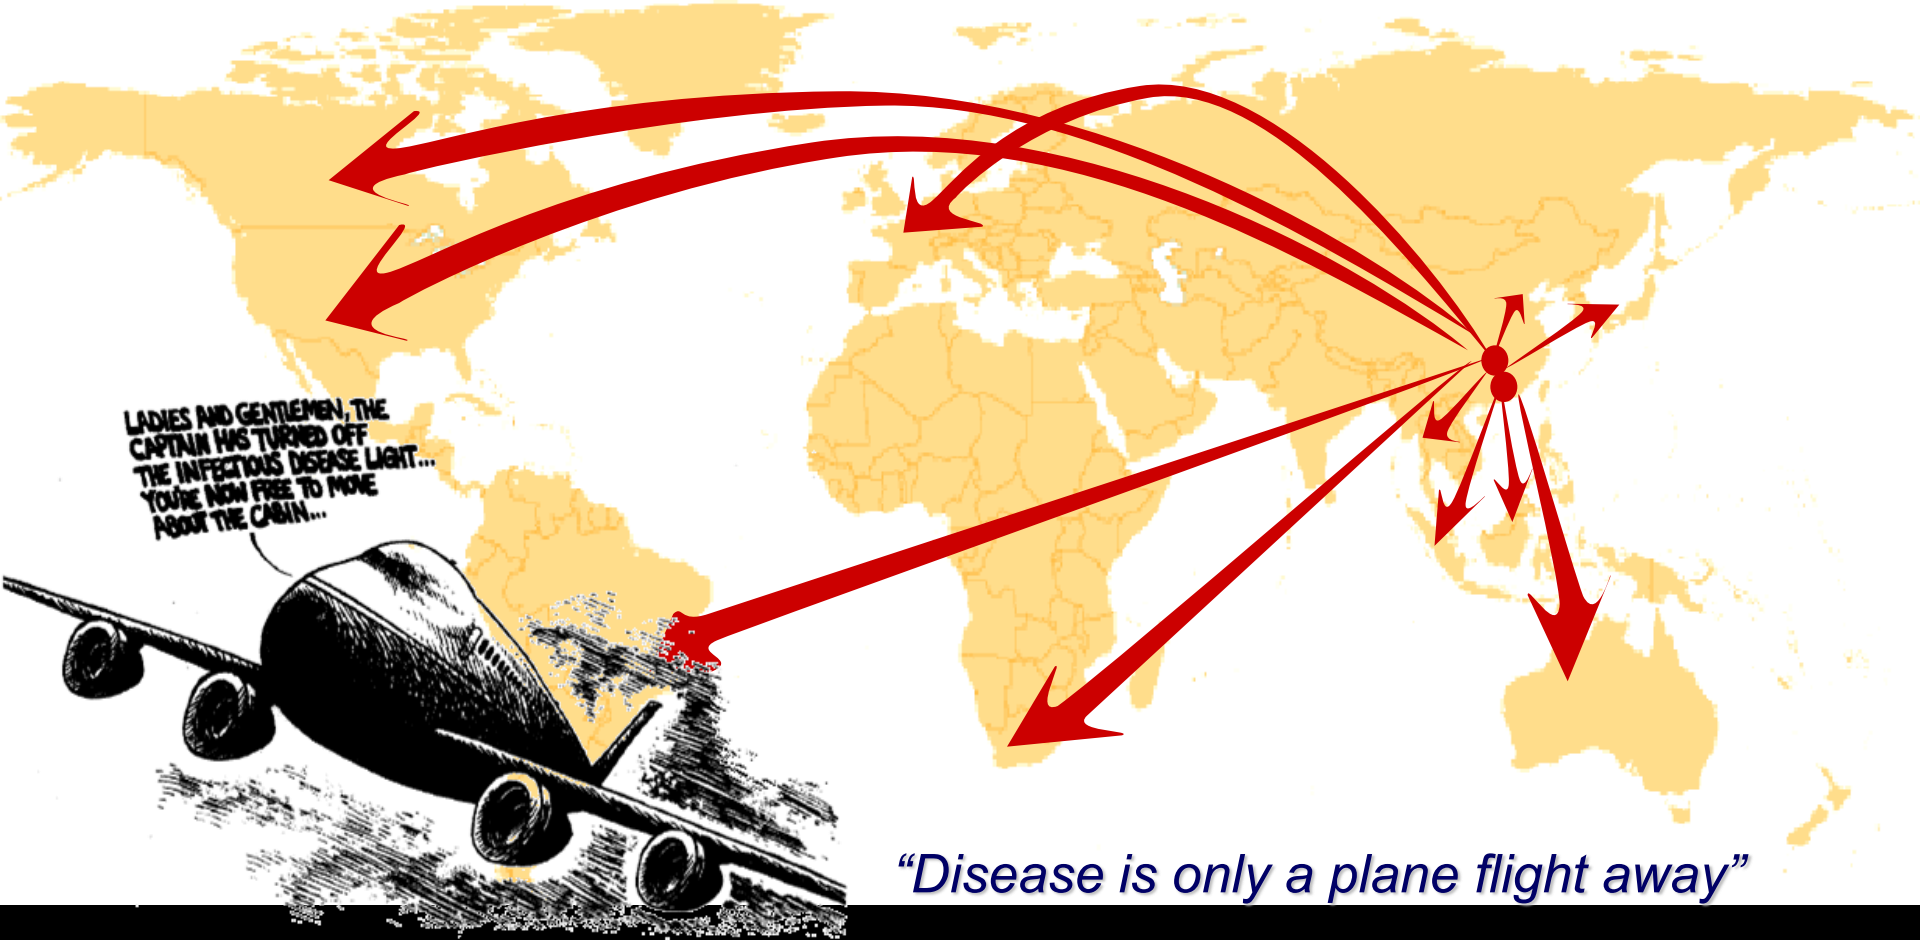 LADIES AND GENTLEMEN, THE
CAPTAIN HAS TURNED OFF
THE INFECTIOUS DISEASE LIGHT...
YOU'RE NOW FREE TO MOVE
ABOUT THE CABIN...
“Disease is only a plane flight away”